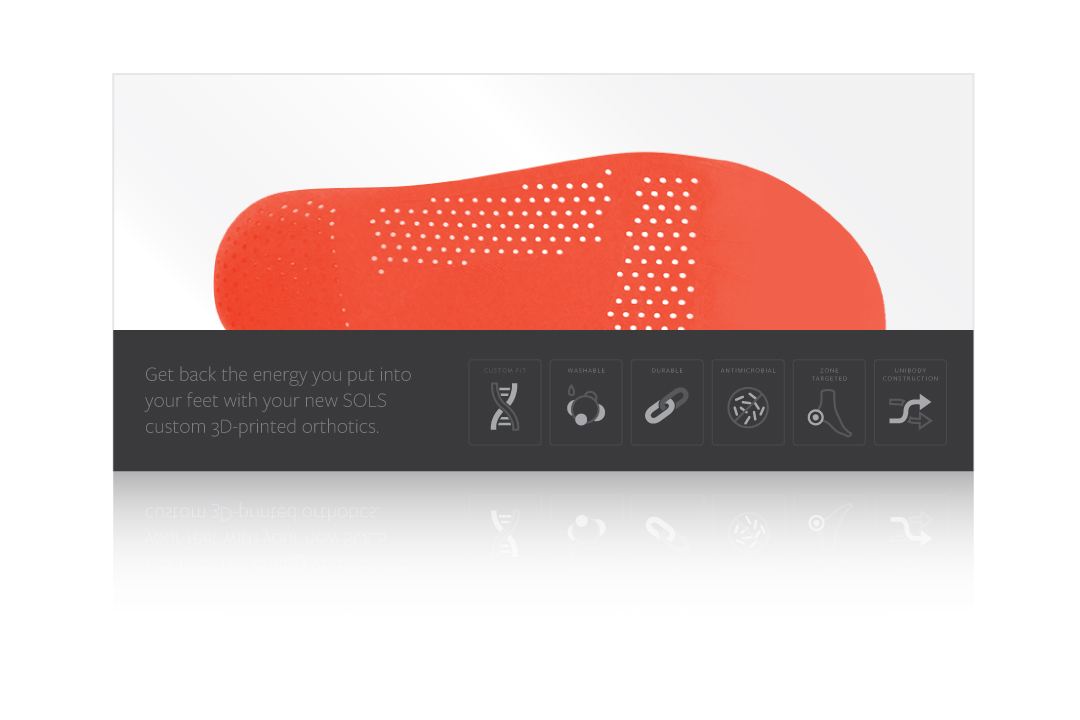 Get back the energy you put into
your feet with your new SOLS
custom 3D-printed orthotics.
CUSTOM FIT
WASHABLE
DURABLE
ANTIMICROBIAL
ZONE
TARGETED
UNIBODY
CONSTRUCTION